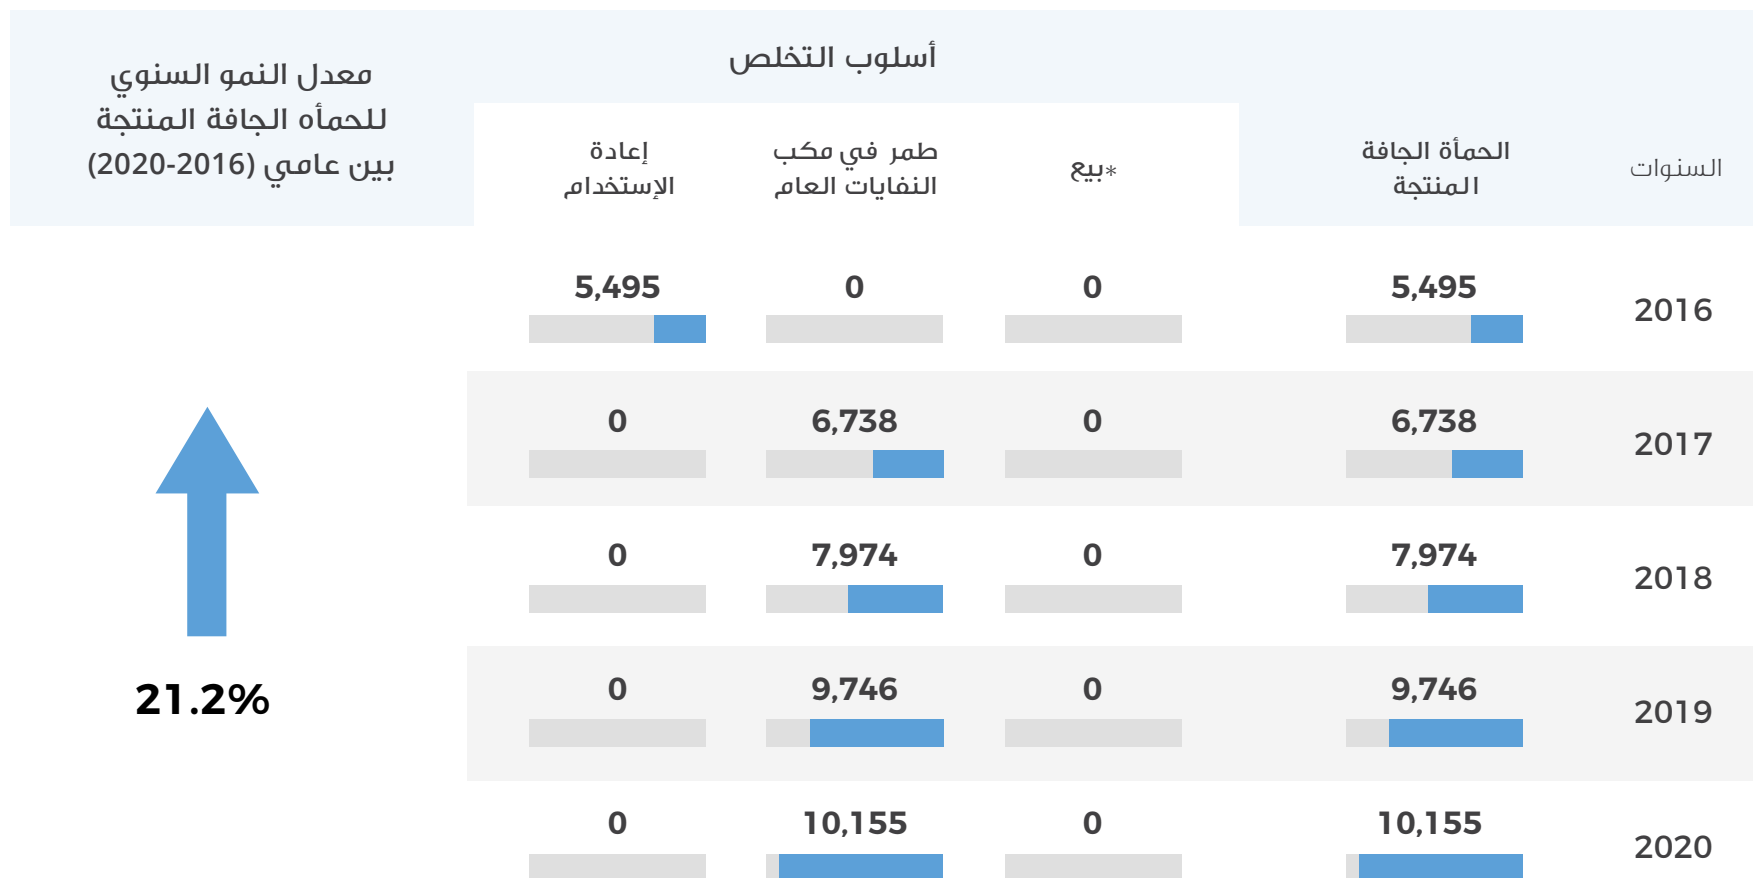 أسلوب التخلص
السنوات
الحمأة الجافة
المنتجة
*بيع
طمر في مكب
النفايات العام
إعادة
الإستخدام
معدل النمو السنوي
للحمأه الجافة المنتجة
بين عامي (2016-2020)
2016 5,495 0 0 5,495
2017 6,738 0 6,738 0
2018 7,974 0 7,974 0
2019 9,746 0 9,746 0
2020 10,155 0 10,155 0
21.2%